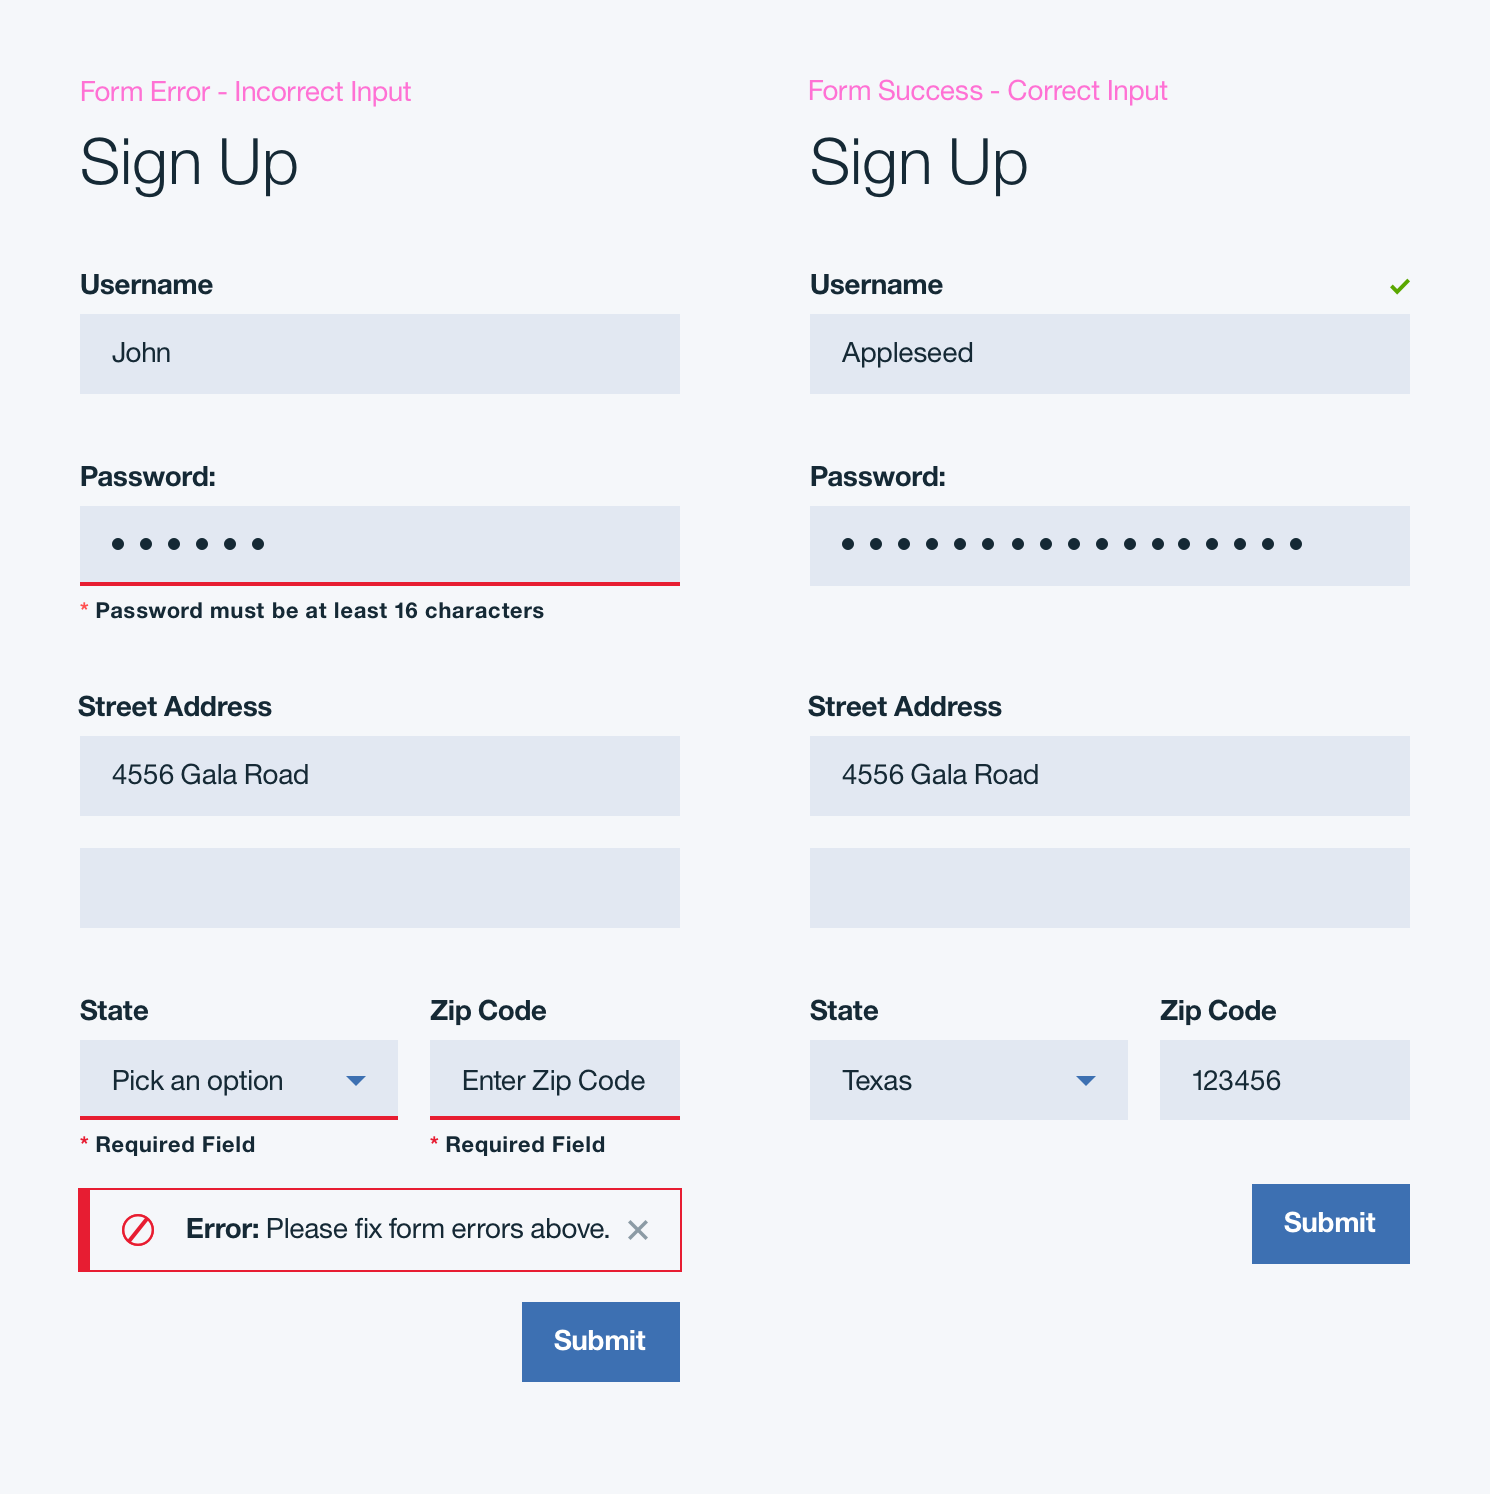 Form Error - Incorrect Input
Sign Up
Username
John
Password:
••••••
* Password must be at least 16 characters
Street Address
4556 Gala Road
State
Pick an option
* Required Field
Zip Code
Enter Zip Code
* Required Field
Error: Please fix form errors above.
Submit
Form Success - Correct Input
Sign Up
Username
Appleseed
Password:
•••••••••••••••••
Street Address
4556 Gala Road
State
Texas
Zip Code
123456
Submit